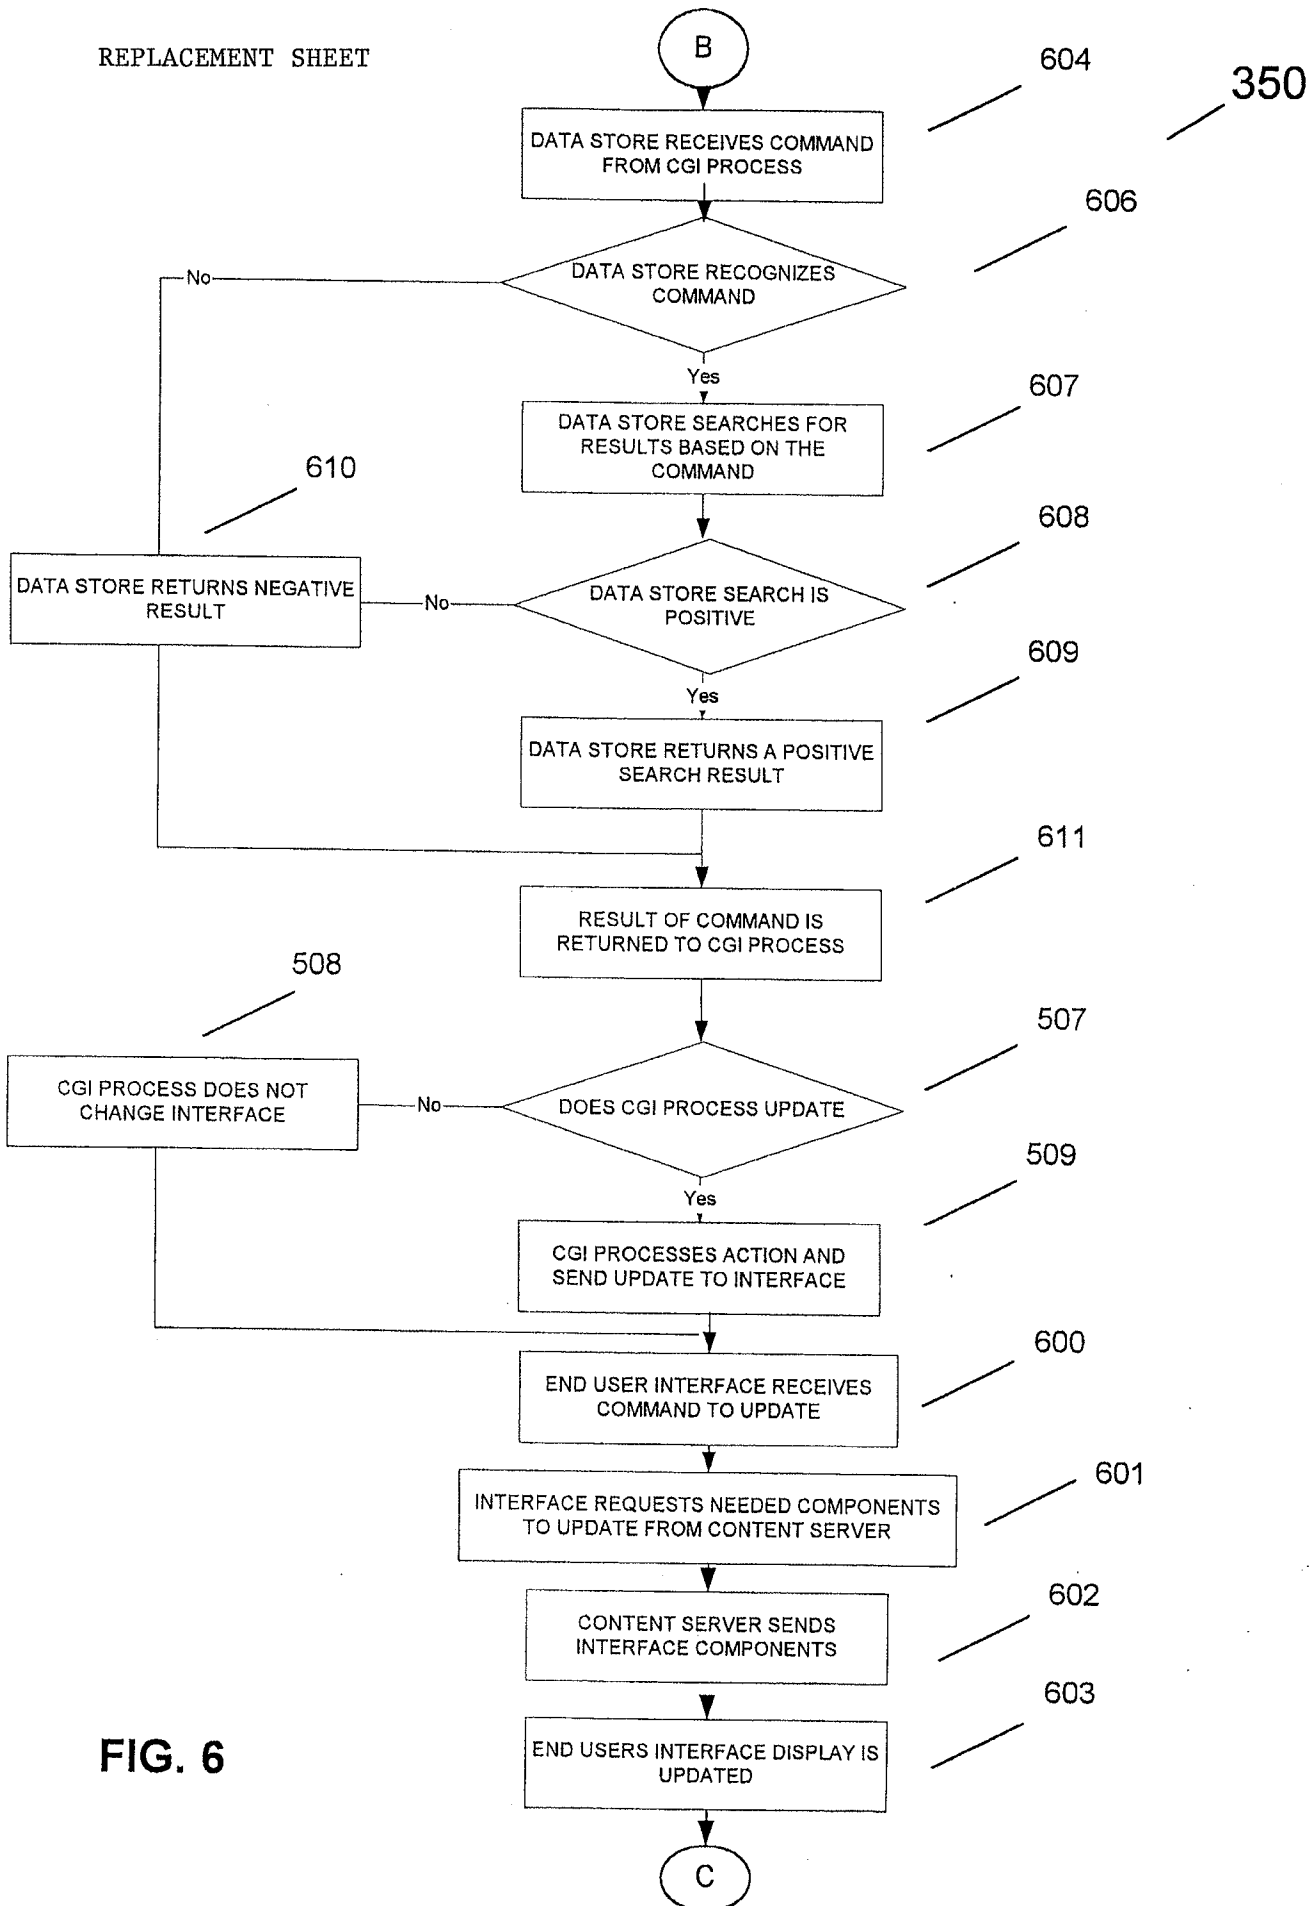 REPLACEMENT SHEET
B
604
350
DATA STORE RECEIVES COMMAND
FROM CGI PROCESS
606
No
DATA STORE RECOGNIZES
COMMAND
Yes
607
DATA STORE SEARCHES FOR
RESULTS BASED ON THE
COMMAND
610
608
DATA STORE RETURNS NEGATIVE
RESULT
No
DATA STORE SEARCH IS
POSITIVE
609
Yes
DATA STORE RETURNS A POSITIVE
SEARCH RESULT
611
RESULT OF COMMAND IS
RETURNED TO CGI PROCESS
508
507
CGI PROCESS DOES NOT
CHANGE INTERFACE
No
DOES CGI PROCESS UPDATE
509
Yes
CGI PROCESSES ACTION AND
SEND UPDATE TO INTERFACE
600
END USER INTERFACE RECEIVES
COMMAND TO UPDATE
601
INTERFACE REQUESTS NEEDED COMPONENTS
TO UPDATE FROM CONTENT SERVER
602
CONTENT SERVER SENDS
INTERFACE COMPONENTS
603
END USERS INTERFACE DISPLAY IS
UPDATED
FIG. 6
C